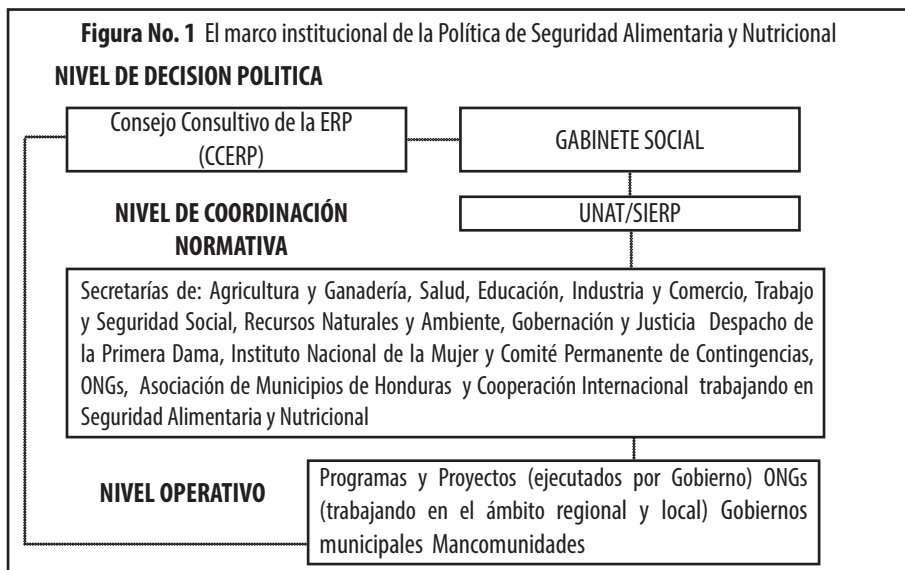 Figura No. 1 El marco institucional de la Política de Seguridad Alimentaria y Nutricional
NIVEL DE DECISION POLITICA
Consejo Consultivo de la ERP
(CCERP)
GABINETE SOCIAL
NIVEL DE COORDINACIÓN
NORMATIVA
UNAT/SIERP
Secretarías de: Agricultura y Ganadería, Salud, Educación, Industria y Comercio, Trabajo
y Seguridad Social, Recursos Naturales y Ambiente, Gobernación y Justicia Despacho de
la Primera Dama, Instituto Nacional de la Mujer y Comité Permanente de Contingencias,
ONGs, Asociación de Municipios de Honduras y Cooperación Internacional trabajando en
Seguridad Alimentaria y Nutricional
NIVEL OPERATIVO
Programas y Proyectos (ejecutados por Gobierno) ONGs
(trabajando en el ámbito regional y local) Gobiernos
municipales Mancomunidades